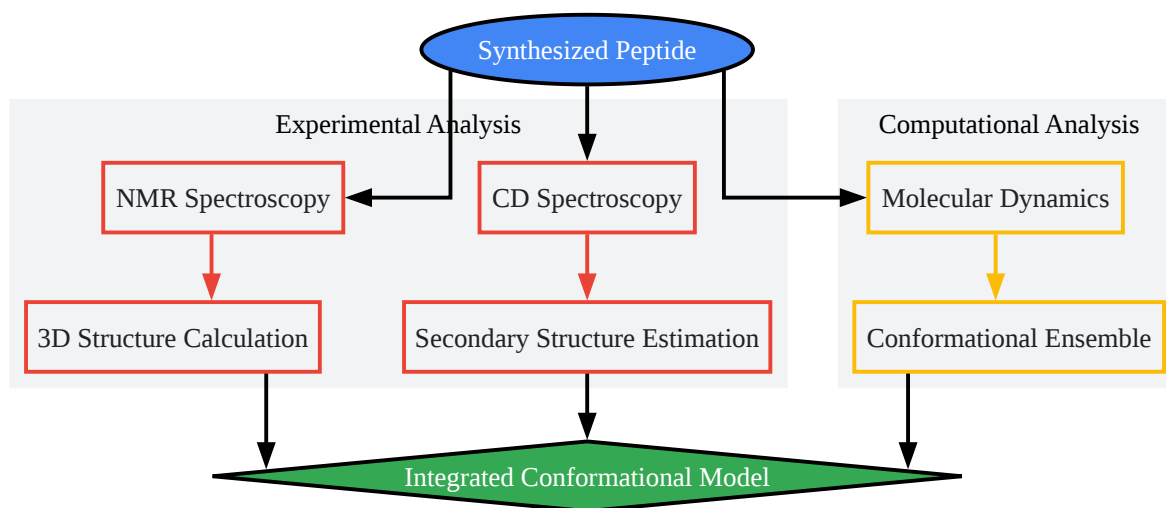 Synthesized Peptide
Experimental Analysis
Computational Analysis
NMR Spectroscopy
CD Spectroscopy
Molecular Dynamics
3D Structure Calculation
Secondary Structure Estimation
Conformational Ensemble
Integrated Conformational Model